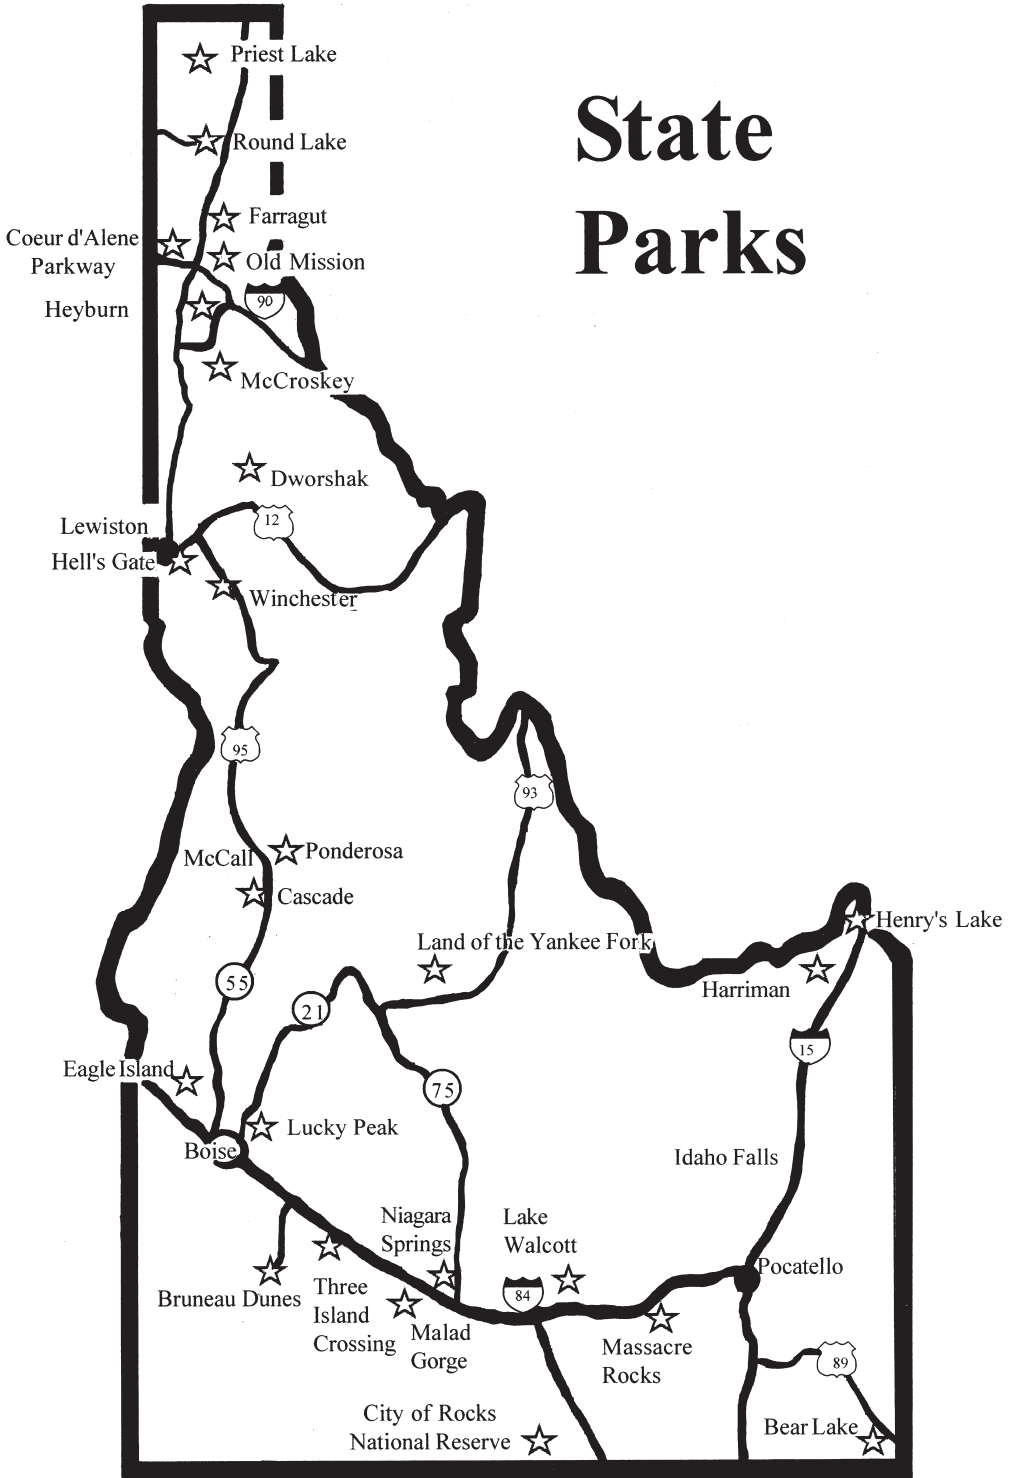 State
Parks
Priest Lake
Round Lake
Farragut
Coeur d'Alene
Parkway
Old Mission
90
Heyburn
McCroskey
Dworshak
12
Lewiston
Hell's Gate
Winchester
95
93
McCall
Ponderosa
Cascade
Henry's Lake
Land of the Yankee Fork
Harriman
55
21
15
Eagle Island
75
Lucky Peak
Boise
Idaho Falls
Niagara
Springs
Lake
Walcott
Pocatello
Bruneau Dunes
Three
Island
Crossing
84
Malad
Gorge
Massacre
Rocks
89
City of Rocks
National Reserve
Bear Lake